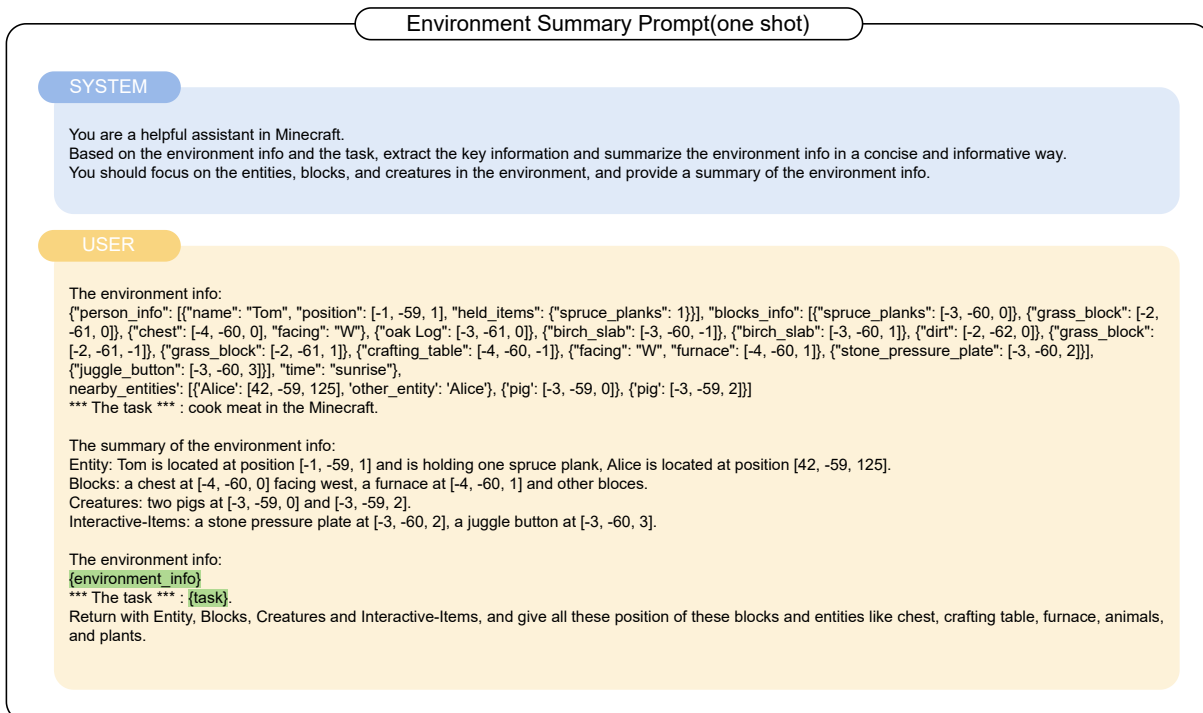 Environment Summary Prompt(one shot)
SYSTEM
You are a helpful assistant in Minecraft.
Based on the environment info and the task, extract the key information and summarize the environment info in a concise and informative way.
You should focus on the entities, blocks, and creatures in the environment, and provide a summary of the environment info.
USER
The environment info:
{"person_info": [{"name": "Tom", "position": [-1, -59, 1], "held_items": {"spruce_planks": 1}}], "blocks_info": [{"spruce_planks": [-3, -60, 0]}, {"grass_block": [-2,
-61, 0]}, {"chest": [-4, -60, 0], "facing": "W"}, {"oak Log": [-3, -61, 0]}, {"birch_slab": [-3, -60, -1]}, {"birch_slab": [-3, -60, 1]}, {"dirt": [-2, -62, 0]}, {"grass_block":
[-2, -61, -1]}, {"grass_block": [-2, -61, 1]}, {"crafting_table": [-4, -60, -1]}, {"facing": "W", "furnace": [-4, -60, 1]}, {"stone_pressure_plate": [-3, -60, 2]}],
{"juggle_button": [-3, -60, 3]}], "time": "sunrise"},
nearby_entities': [{'Alice': [42, -59, 125], 'other_entity': 'Alice'}, {'pig': [-3, -59, 0]}, {'pig': [-3, -59, 2]}]
*** The task *** : cook meat in the Minecraft.
The summary of the environment info:
Entity: Tom is located at position [-1, -59, 1] and is holding one spruce plank, Alice is located at position [42, -59, 125].
Blocks: a chest at [-4, -60, 0] facing west, a furnace at [-4, -60, 1] and other bloces.
Creatures: two pigs at [-3, -59, 0] and [-3, -59, 2].
Interactive-Items: a stone pressure plate at [-3, -60, 2], a juggle button at [-3, -60, 3].
The environment info:
{environment_info}
*** The task *** : {task}.
Return with Entity, Blocks, Creatures and Interactive-Items, and give all these position of these blocks and entities like chest, crafting table, furnace, animals,
and plants.